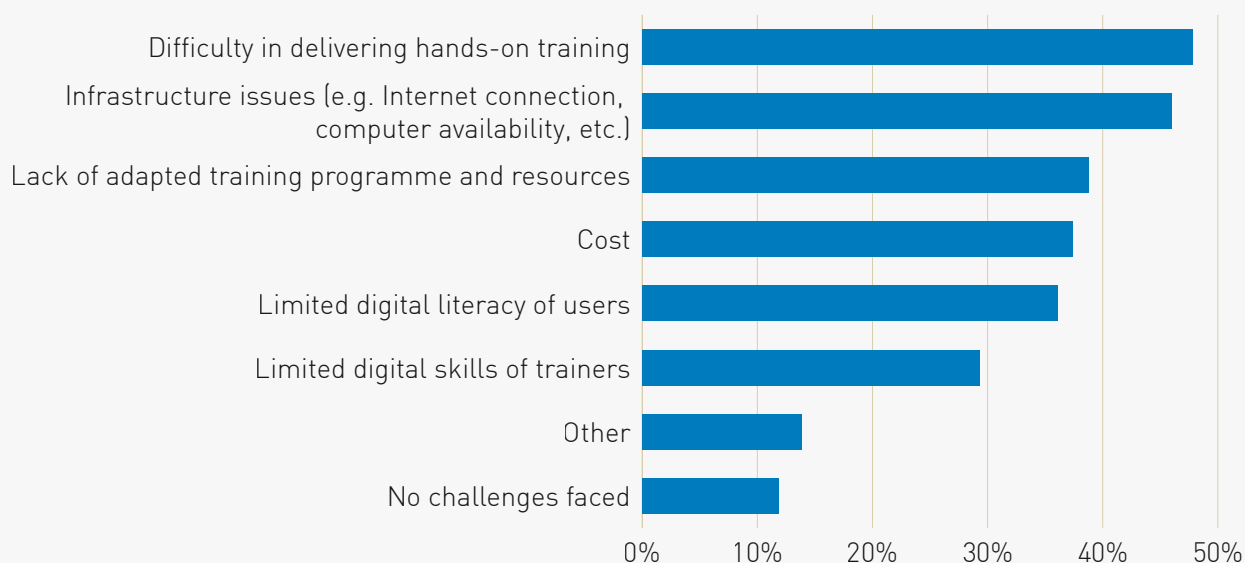 Difficulty in delivering hands-on training
Infrastructure issues (e.g. Internet connection,
computer availability, etc.)
Lack of adapted training programme and resources
Cost
Limited digital literacy of users
Limited digital skills of trainers
Other
No challenges faced
0% 10% 20% 30% 40% 50%